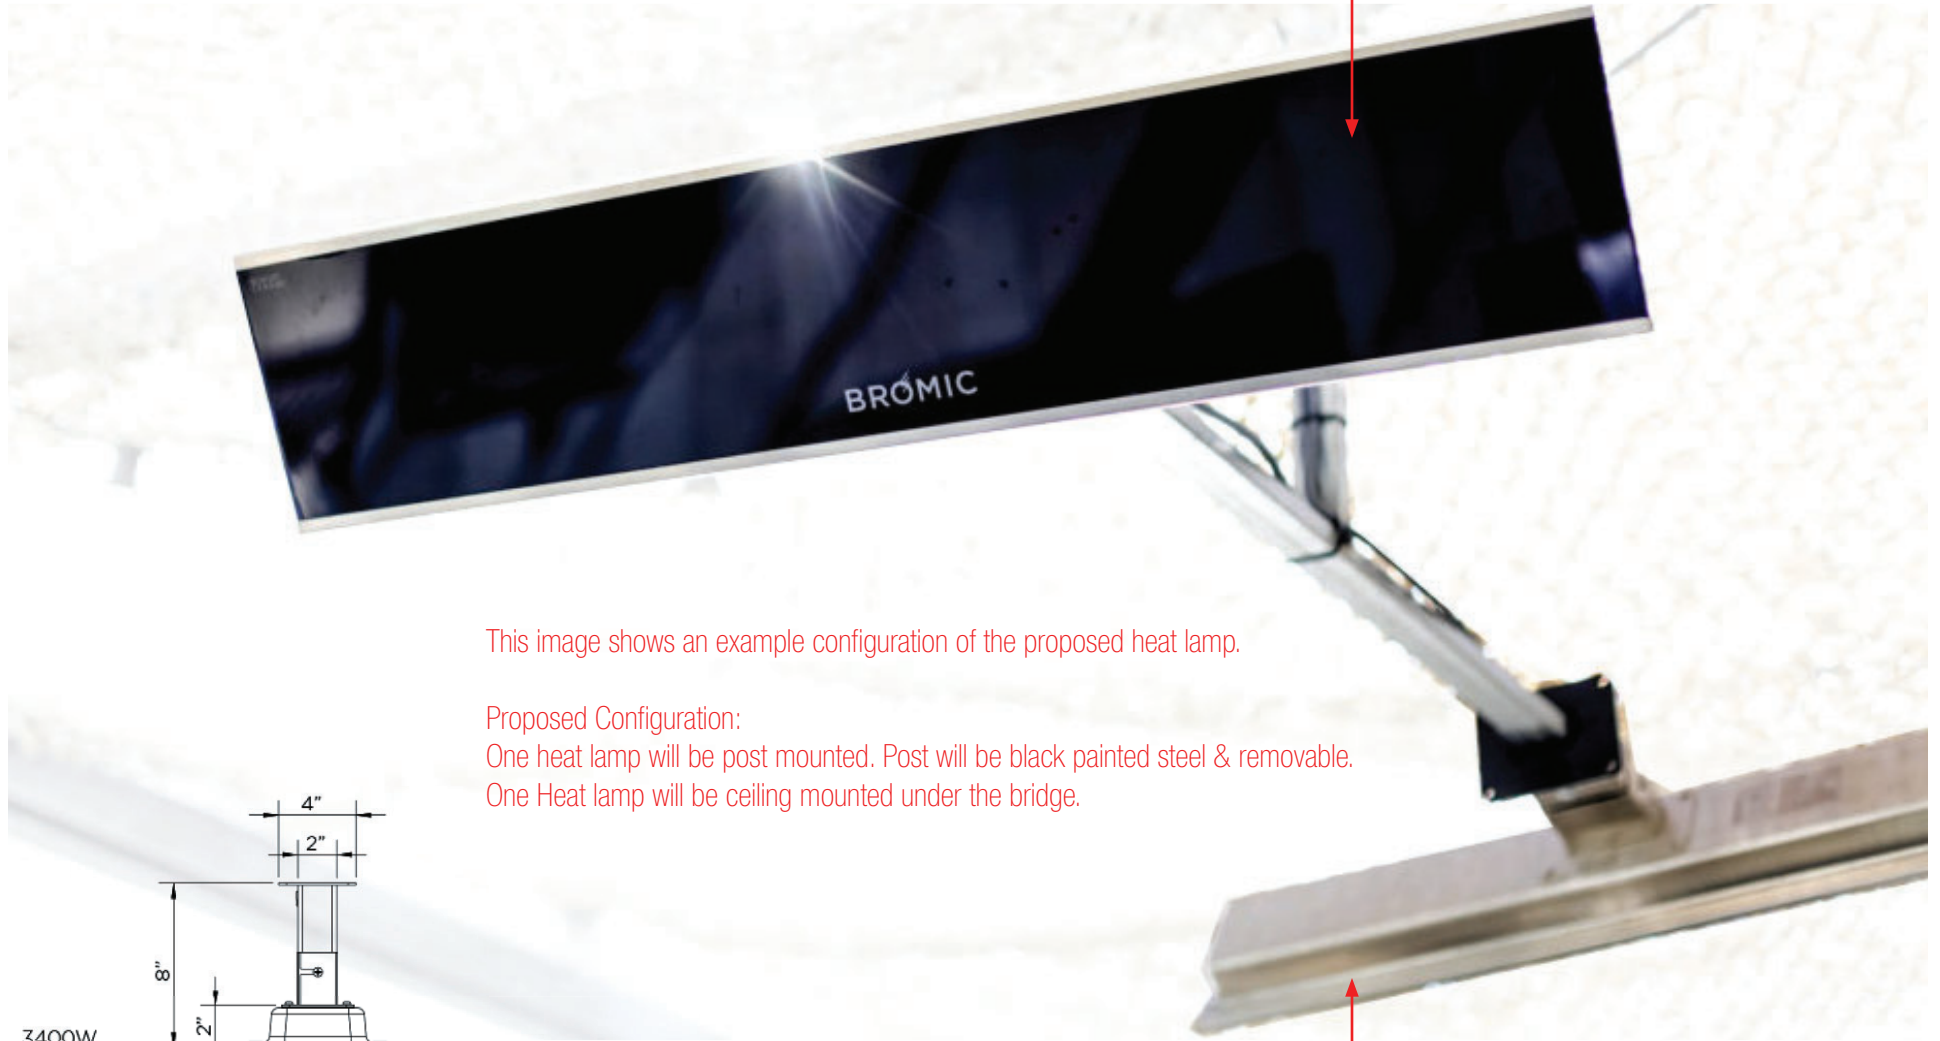 BROMIC
This image shows an example configuration of the proposed heat lamp.
Proposed Configuration:
One heat lamp will be post mounted. Post will be black painted steel & removable.
One Heat lamp will be ceiling mounted under the bridge.
4"
2"
8"
2"
3400W